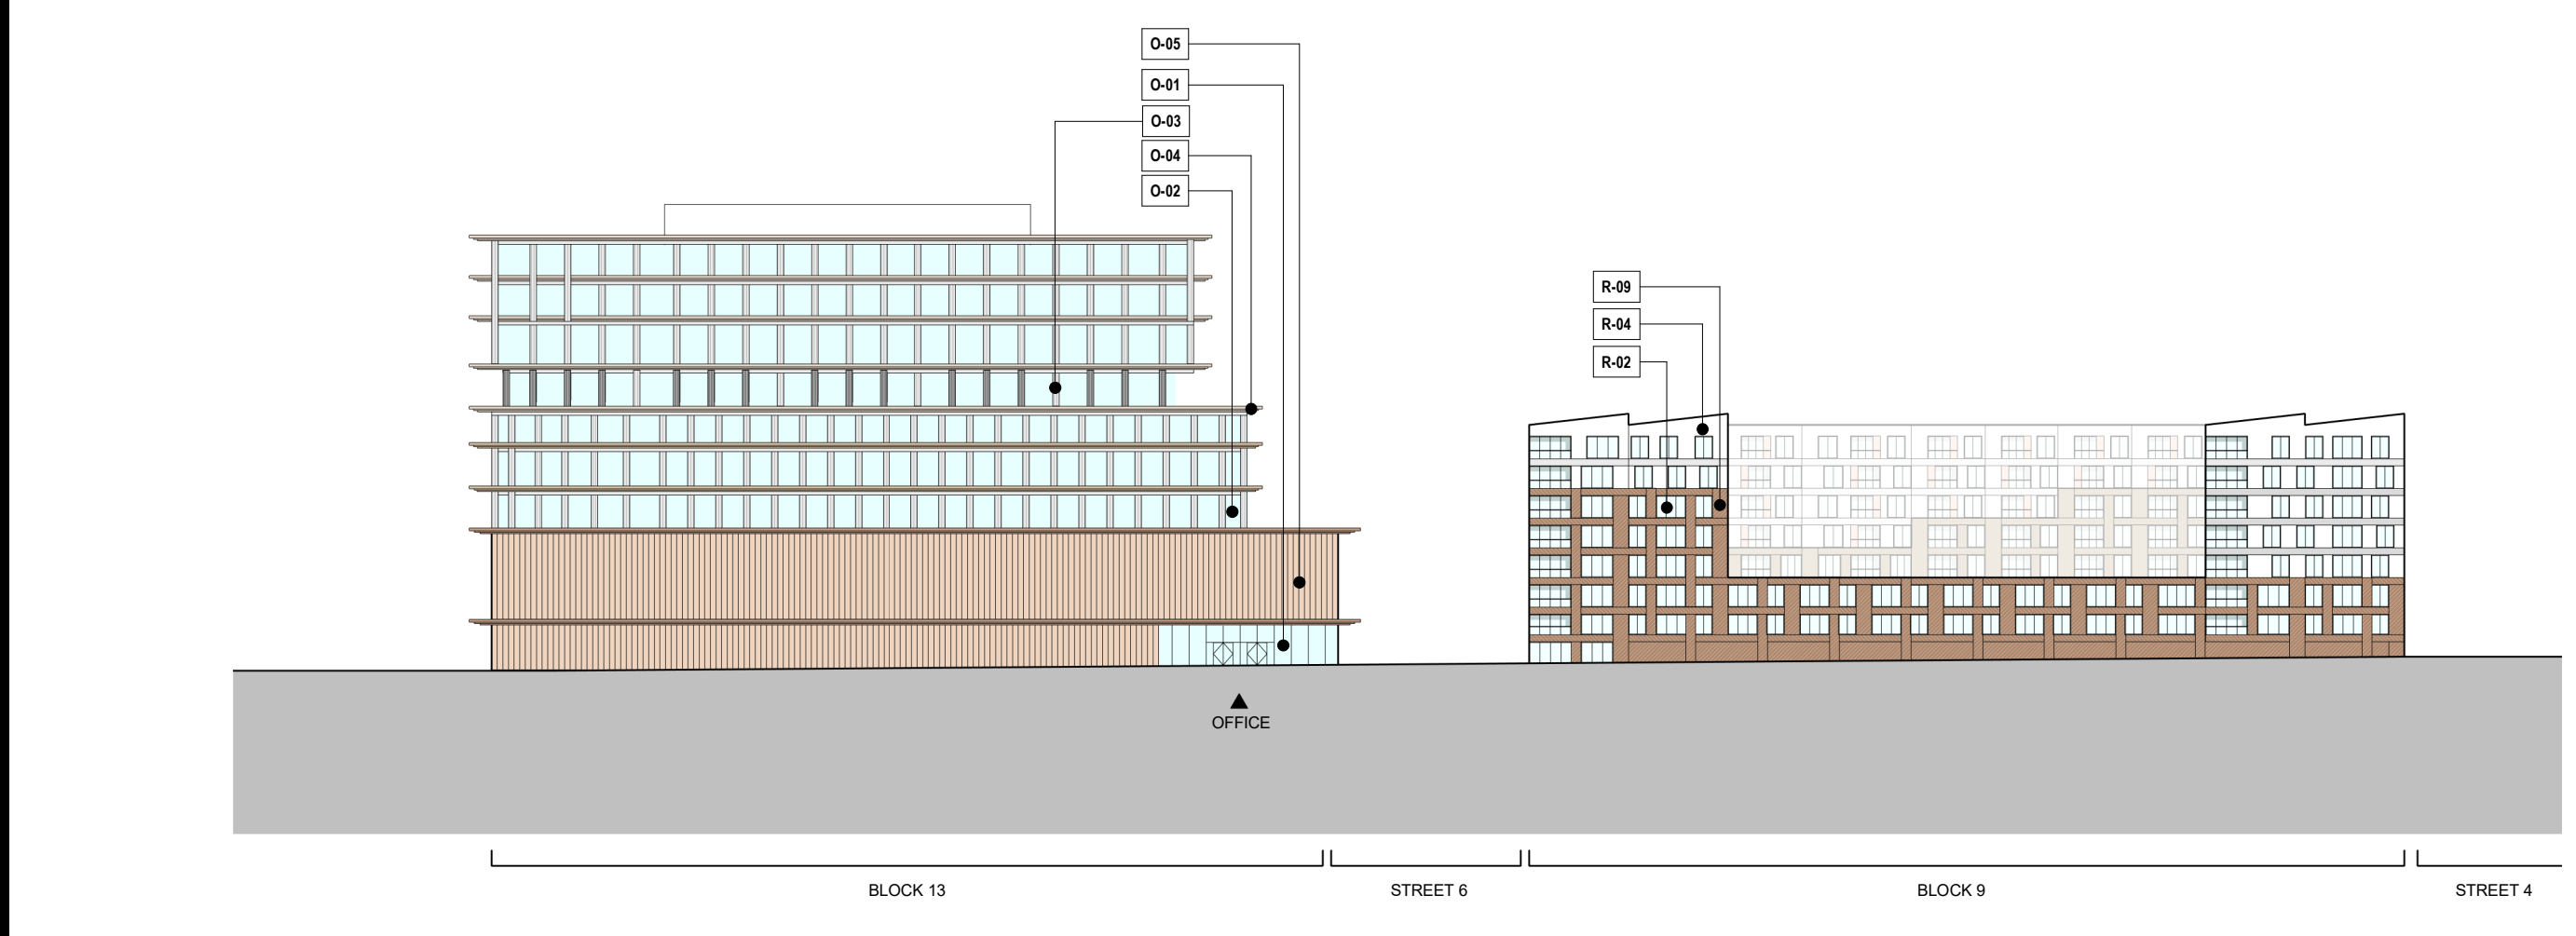 O-05
O-01
O-03
O-04
O-02
R-09
R-04
R-02
OFFICE
BLOCK 13
STREET 6
BLOCK 9
STREET 4